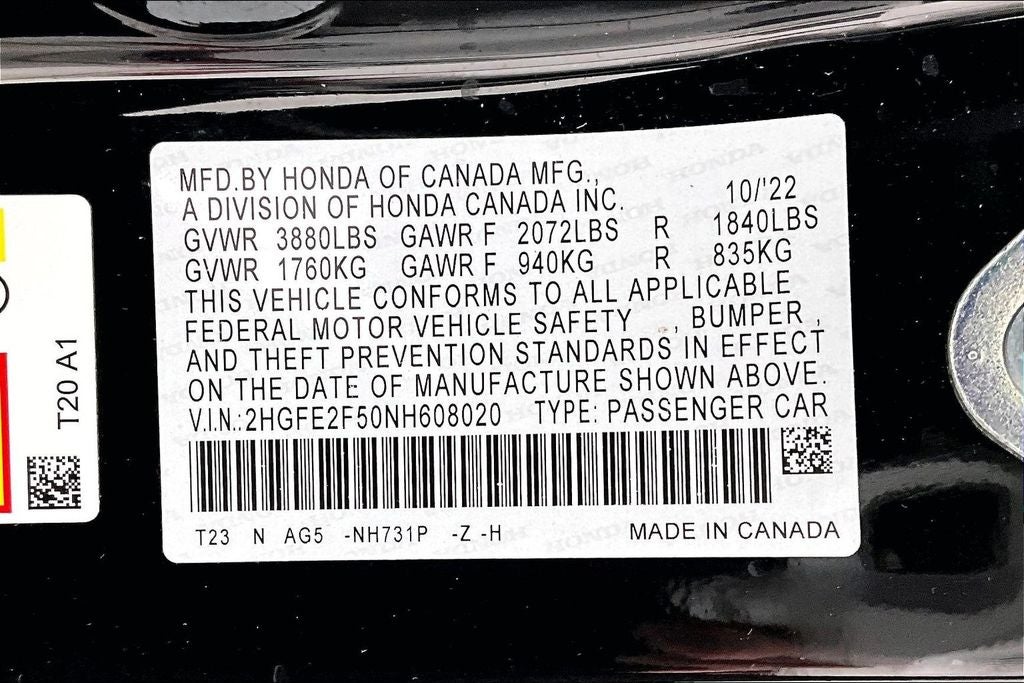 MFD.BY HONDA OF CANADA MFG.,
A DIVISION OF HONDA CANADA INC. 10/'22
GVWR 3880LBS GAWR F 2072LBS R 1840LBS
GVWR 1760KG GAWR F 940KG R 835KG
THIS VEHICLE CONFORMS TO ALL APPLICABLE
FEDERAL MOTOR VEHICLE SAFETY , BUMPER ,
AND THEFT PREVENTION STANDARDS IN EFFECT
ON THE DATE OF MANUFACTURE SHOWN ABOVE.
V.I.N.:2HGFE2F50NH608020 TYPE: PASSENGER CAR
T23 N AG5 -NH731P -Z -H MADE IN CANADA
T20 A1